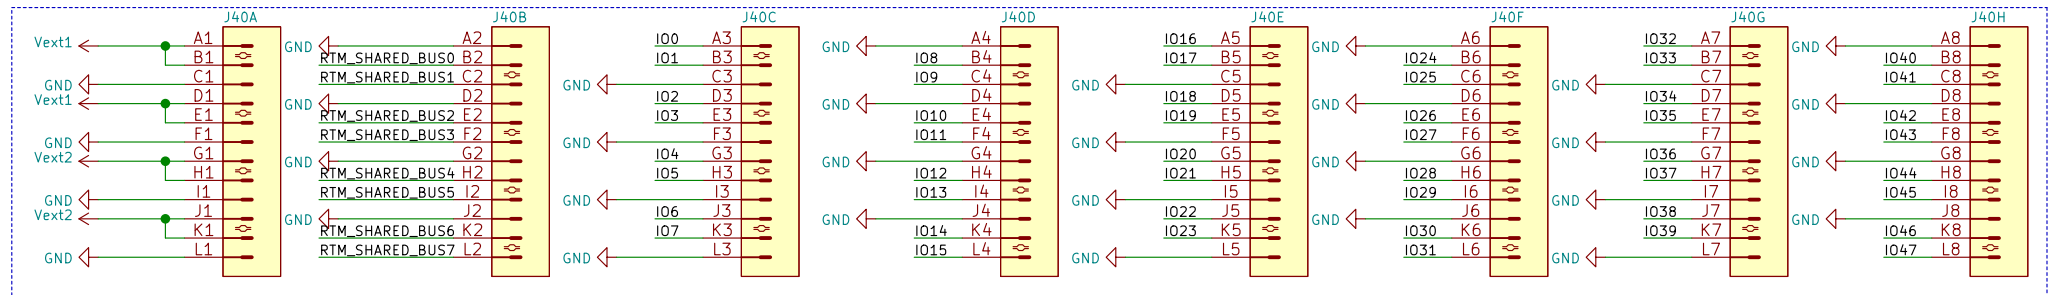 J40A J40B J40C J40D J40E J40F J40G J40H
Vext1 A1 GND A2 IO0 A3 GND A4 IO16 A5 GND A6 IO32 A7 GND A8
B1 RTM_SHARED_BUS0 B2 IO1 B3 IO8 B4 IO17 B5 IO24 B6 IO33 B7 IO40 B8
GND C1 RTM_SHARED_BUS1 C2 GND C3 IO9 C4 GND C5 IO25 C6 GND C7 IO41 C8
Vext1 D1 GND D2 IO2 D3 GND D4 IO18 D5 GND D6 IO34 D7 GND D8
E1 RTM_SHARED_BUS2 E2 IO3 E3 IO10 E4 IO19 E5 IO26 E6 IO35 E7 IO42 E8
GND F1 RTM_SHARED_BUS3 F2 GND F3 IO11 F4 GND F5 IO27 F6 GND F7 IO43 F8
Vext2 G1 GND G2 IO4 G3 GND G4 IO20 G5 GND G6 IO36 G7 GND G8
H1 RTM_SHARED_BUS4 H2 IO5 H3 IO12 H4 IO21 H5 IO28 H6 IO37 H7 IO44 H8
GND I1 RTM_SHARED_BUS5 I2 GND I3 IO13 I4 GND I5 IO29 I6 GND I7 IO45 I8
Vext2 J1 GND J2 IO6 J3 GND J4 IO22 J5 GND J6 IO38 J7 GND J8
K1 RTM_SHARED_BUS6 K2 IO7 K3 IO14 K4 IO23 K5 IO30 K6 IO39 K7 IO46 K8
GND L1 RTM_SHARED_BUS7 L2 GND L3 IO15 L4 GND L5 IO31 L6 GND L7 IO47 L8